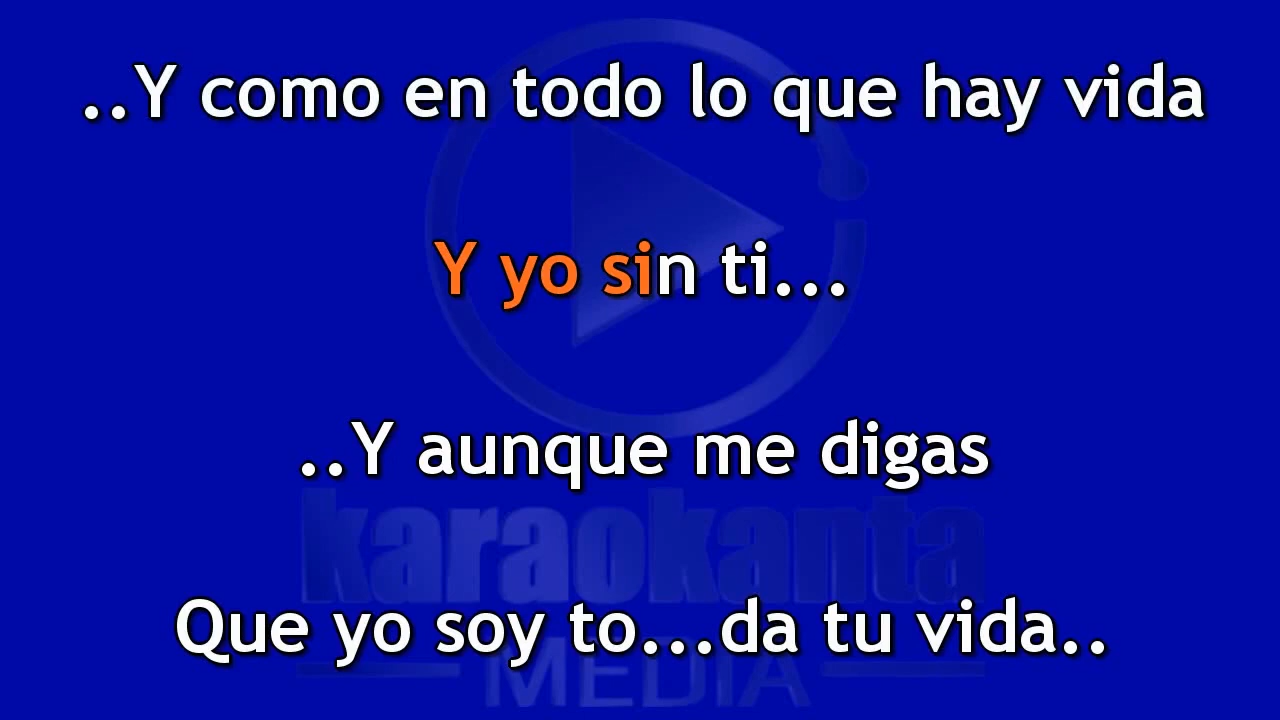 ..Y como en todo lo que hay vida
Y yo sin ti...
..Y aunque me digas
karaokanta
Que yo soy to...da tu vida..
MEDIA